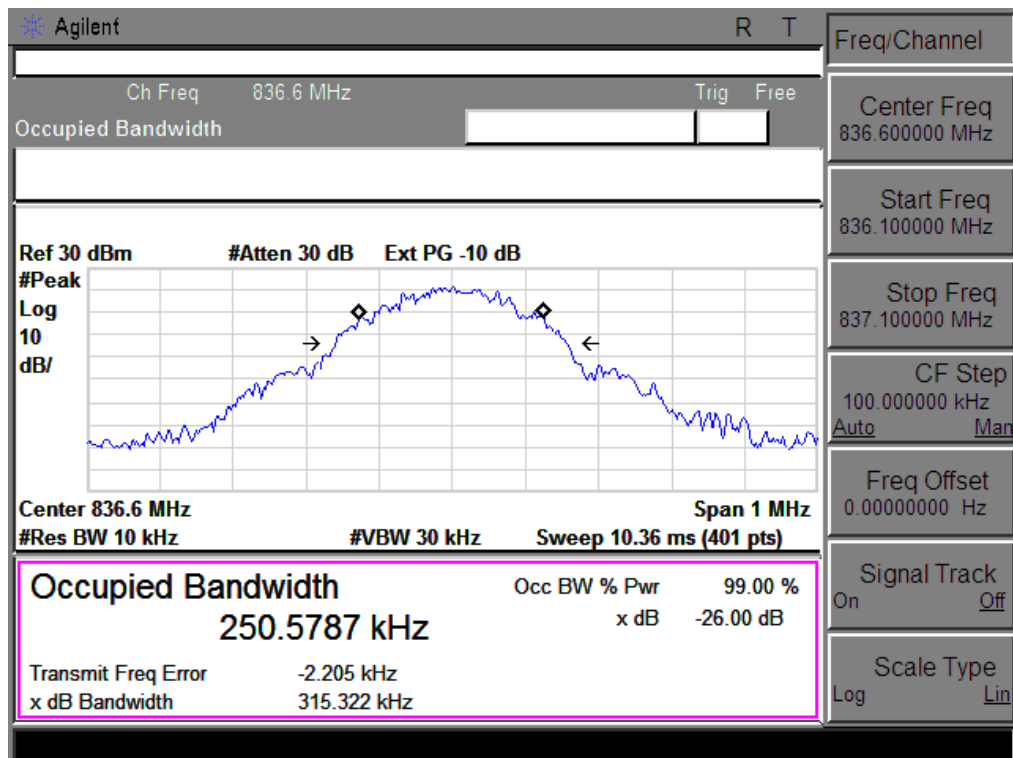 Agilent R T
Ch Freq 836.6 MHz Trig Free
Occupied Bandwidth
Ref 30 dBm #Atten 30 dB Ext PG -10 dB
#Peak
Log
10
dB/
Center 836.6 MHz Span 1 MHz
#Res BW 10 kHz #VBW 30 kHz Sweep 10.36 ms (401 pts)
Occupied Bandwidth Occ BW % Pwr 99.00 %
250.5787 kHz x dB -26.00 dB
Transmit Freq Error -2.205 kHz
x dB Bandwidth 315.322 kHz
Freq/Channel
Center Freq
836.600000 MHz
Start Freq
836.100000 MHz
Stop Freq
837.100000 MHz
CF Step
100.000000 kHz
Auto Man
Freq Offset
0.00000000 Hz
Signal Track
On Off
Scale Type
Log Lin